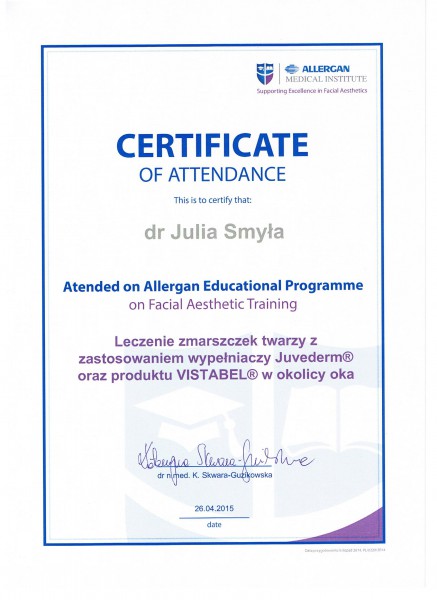 ALLERGAN
MEDICAL INSTITUTE
Supporting Excellence in Facial Aesthetics
CERTIFICATE
OF ATTENDANCE
This is to certify that:
dr Julia Smyła
Atended on Allergan Educational Programme
on Facial Aesthetic Training
Leczenie zmarszczek twarzy z
zastosowaniem wypełniaczy Juvederm®
oraz produktu VISTABEL® w okolicy oka
Katarzyna Skwara-Guzikowska
dr n.med. K. Skwara-Guzikowska
26.04.2015
date